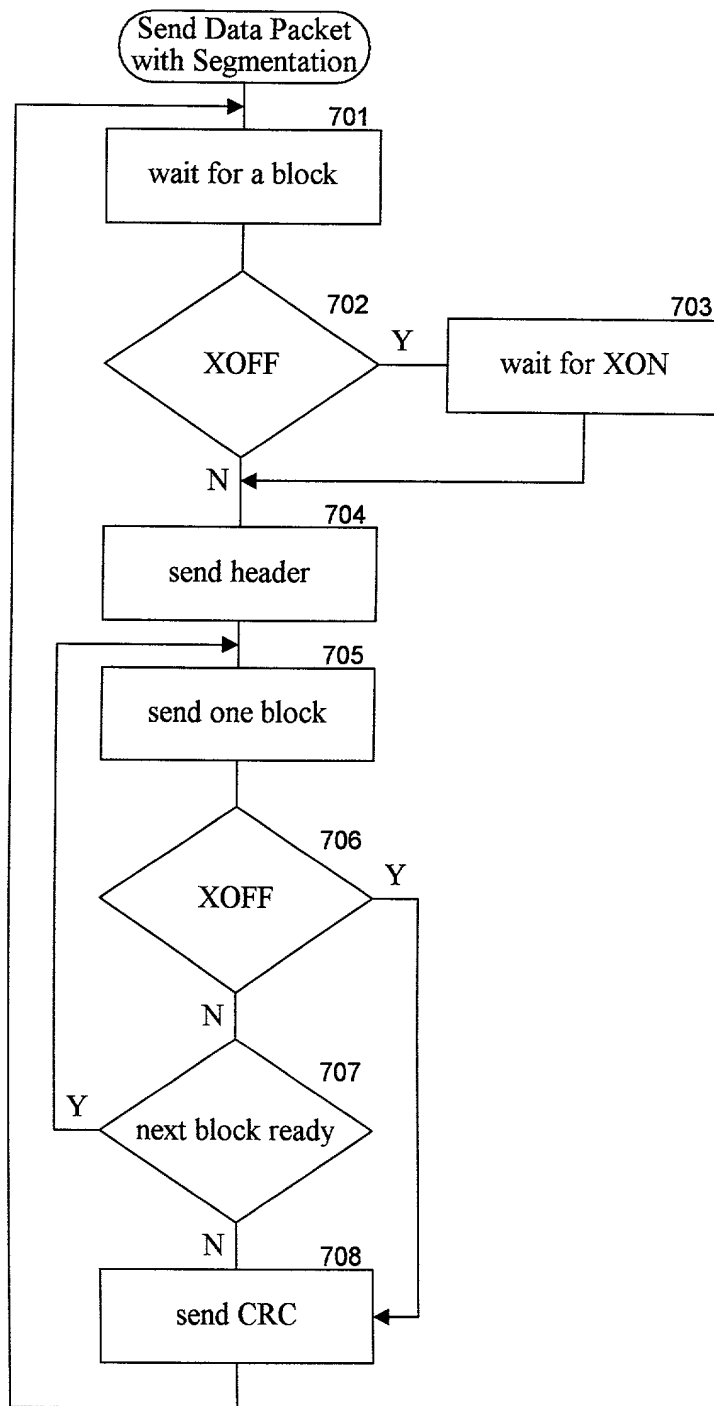 Send Data Packet
with Segmentation
701
wait for a block
702
XOFF
Y
703
wait for XON
N
704
send header
705
send one block
706
XOFF
Y
N
707
Y
next block ready
N
708
send CRC